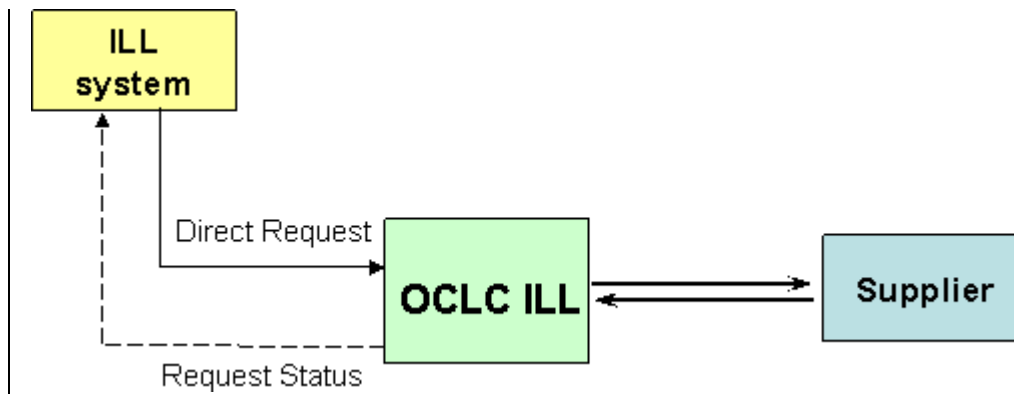 ILL
system
Direct Request
OCLC ILL
Supplier
Request Status